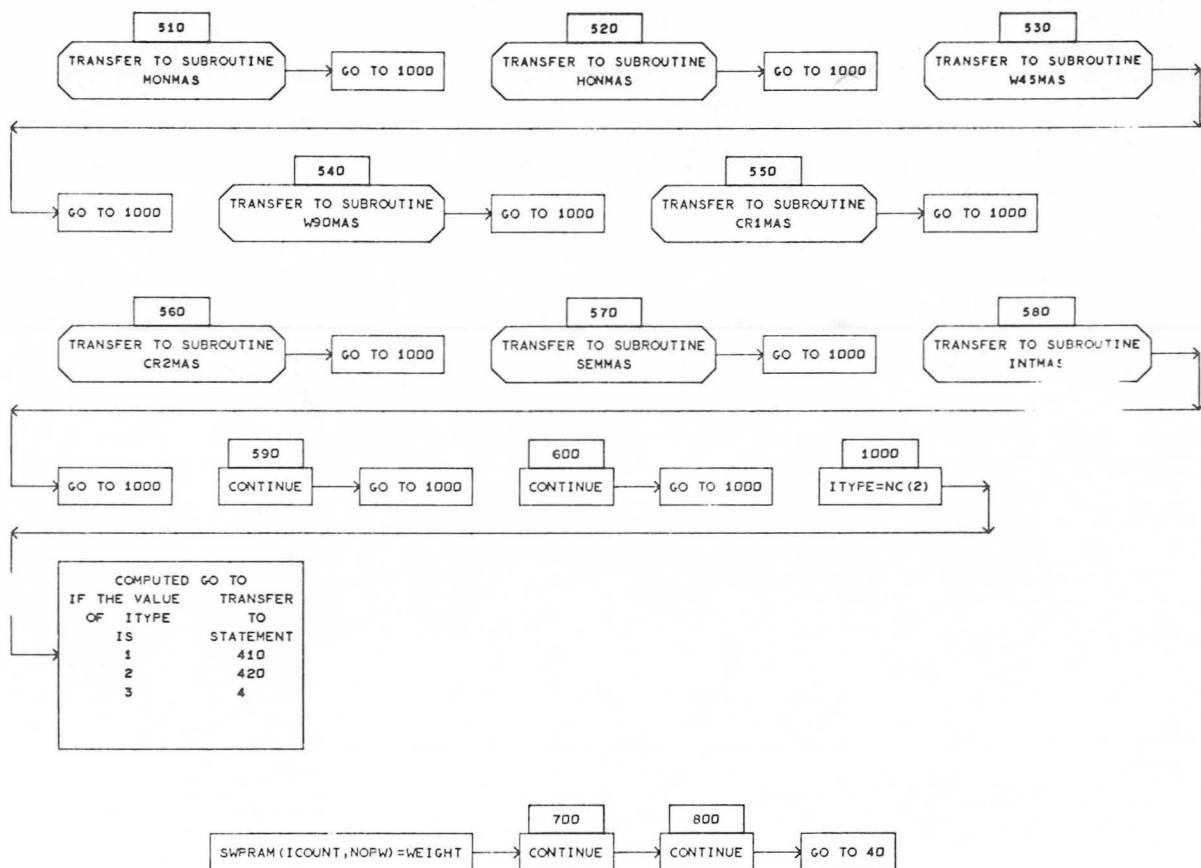 510
TRANSFER TO SUBROUTINE
MONMAS
GO TO 1000
520
TRANSFER TO SUBROUTINE
HONMAS
GO TO 1000
530
TRANSFER TO SUBROUTINE
W45MAS
GO TO 1000
540
TRANSFER TO SUBROUTINE
W90MAS
GO TO 1000
550
TRANSFER TO SUBROUTINE
CR1MAS
GO TO 1000
560
TRANSFER TO SUBROUTINE
CR2MAS
GO TO 1000
570
TRANSFER TO SUBROUTINE
SEMMAS
GO TO 1000
580
TRANSFER TO SUBROUTINE
INTMAS
GO TO 1000
590
CONTINUE
GO TO 1000
600
CONTINUE
GO TO 1000
1000
ITYPE=NC(2)
COMPUTED GO TO
IF THE VALUE TRANSFER
OF ITYPE TO
IS STATEMENT
1 410
2 420
3 4
SWPRAM(ICOUNT,NOPW)=WEIGHT
700
CONTINUE
800
CONTINUE
GO TO 40